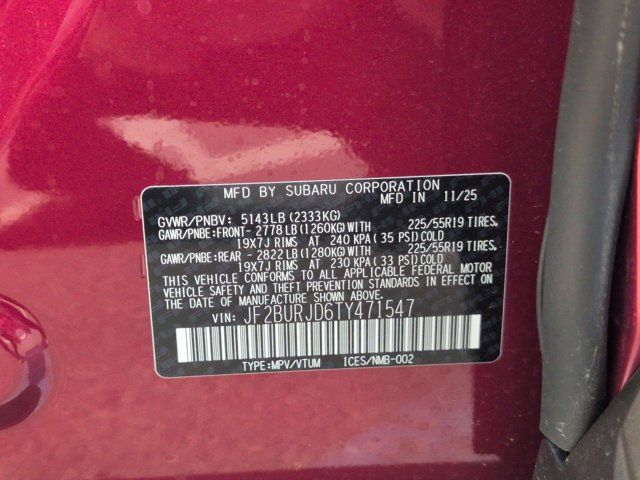 MFD BY SUBARU CORPORATION
MFD IN 11/25
GVWR/PNBV: 5143LB(2333KG)
GAWR/PNBE:FRONT- 2778LB(1260KG)WITH 225/55R19 TIRES,
19X7J RIMS AT 240 KPA(35 PSI)COLD
GAWR/PNBE:REAR - 2822LB(1280KG)WITH 225/55R19 TIRES,
19X7J RIMS AT 230 KPA(33 PSI)COLD
THIS VEHICLE CONFORMS TO ALL APPLICABLE FEDERAL MOTOR
VEHICLE SAFETY AND THEFT PREVENTION STANDARDS IN EFFECT ON
THE DATE OF MANUFACTURE SHOWN ABOVE.
VIN: JF2BURJD6TY471547
TYPE:MPV/VTUM ICES/NMB-002